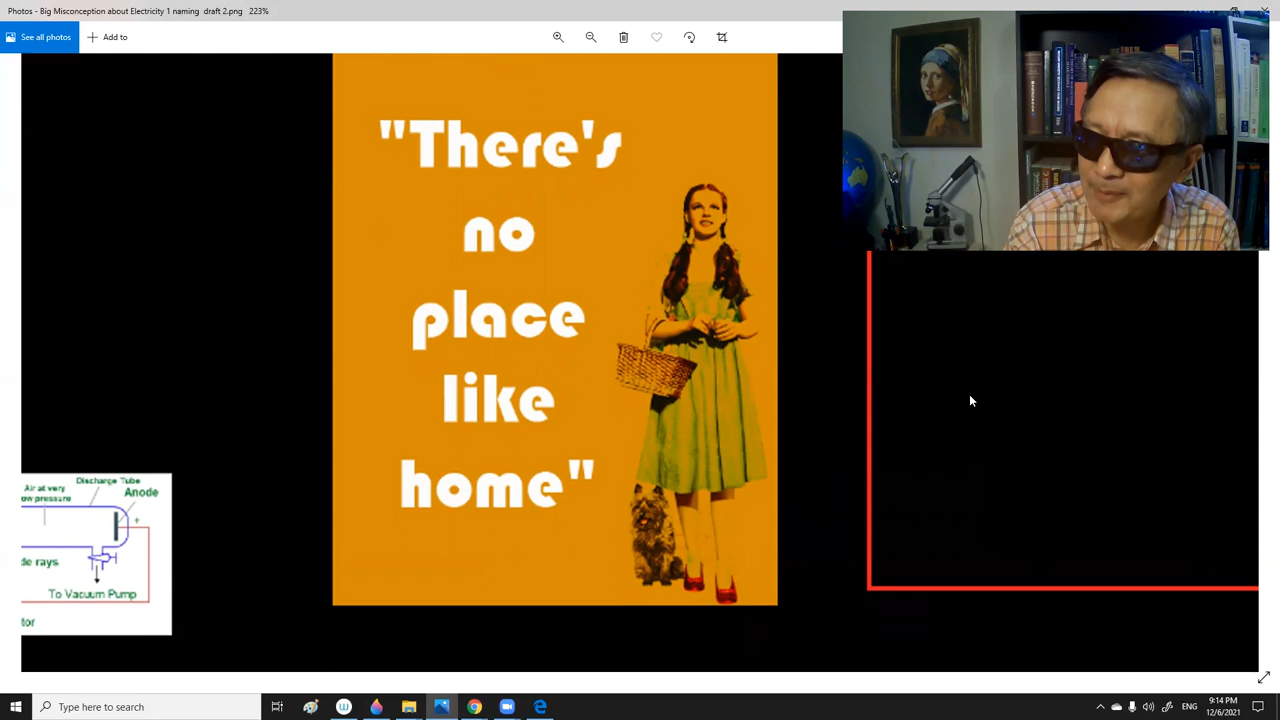 Photos - Big Misconception about Electricity 1 naming draft 2.png 223%
See all photos
Add to
"There's
no
place
like
home"
Air at very
ow pressure
Discharge Tube
Anode
+
de rays
To Vacuum Pump
tor
Type here to search
ENG
9:14 PM
12/6/2021